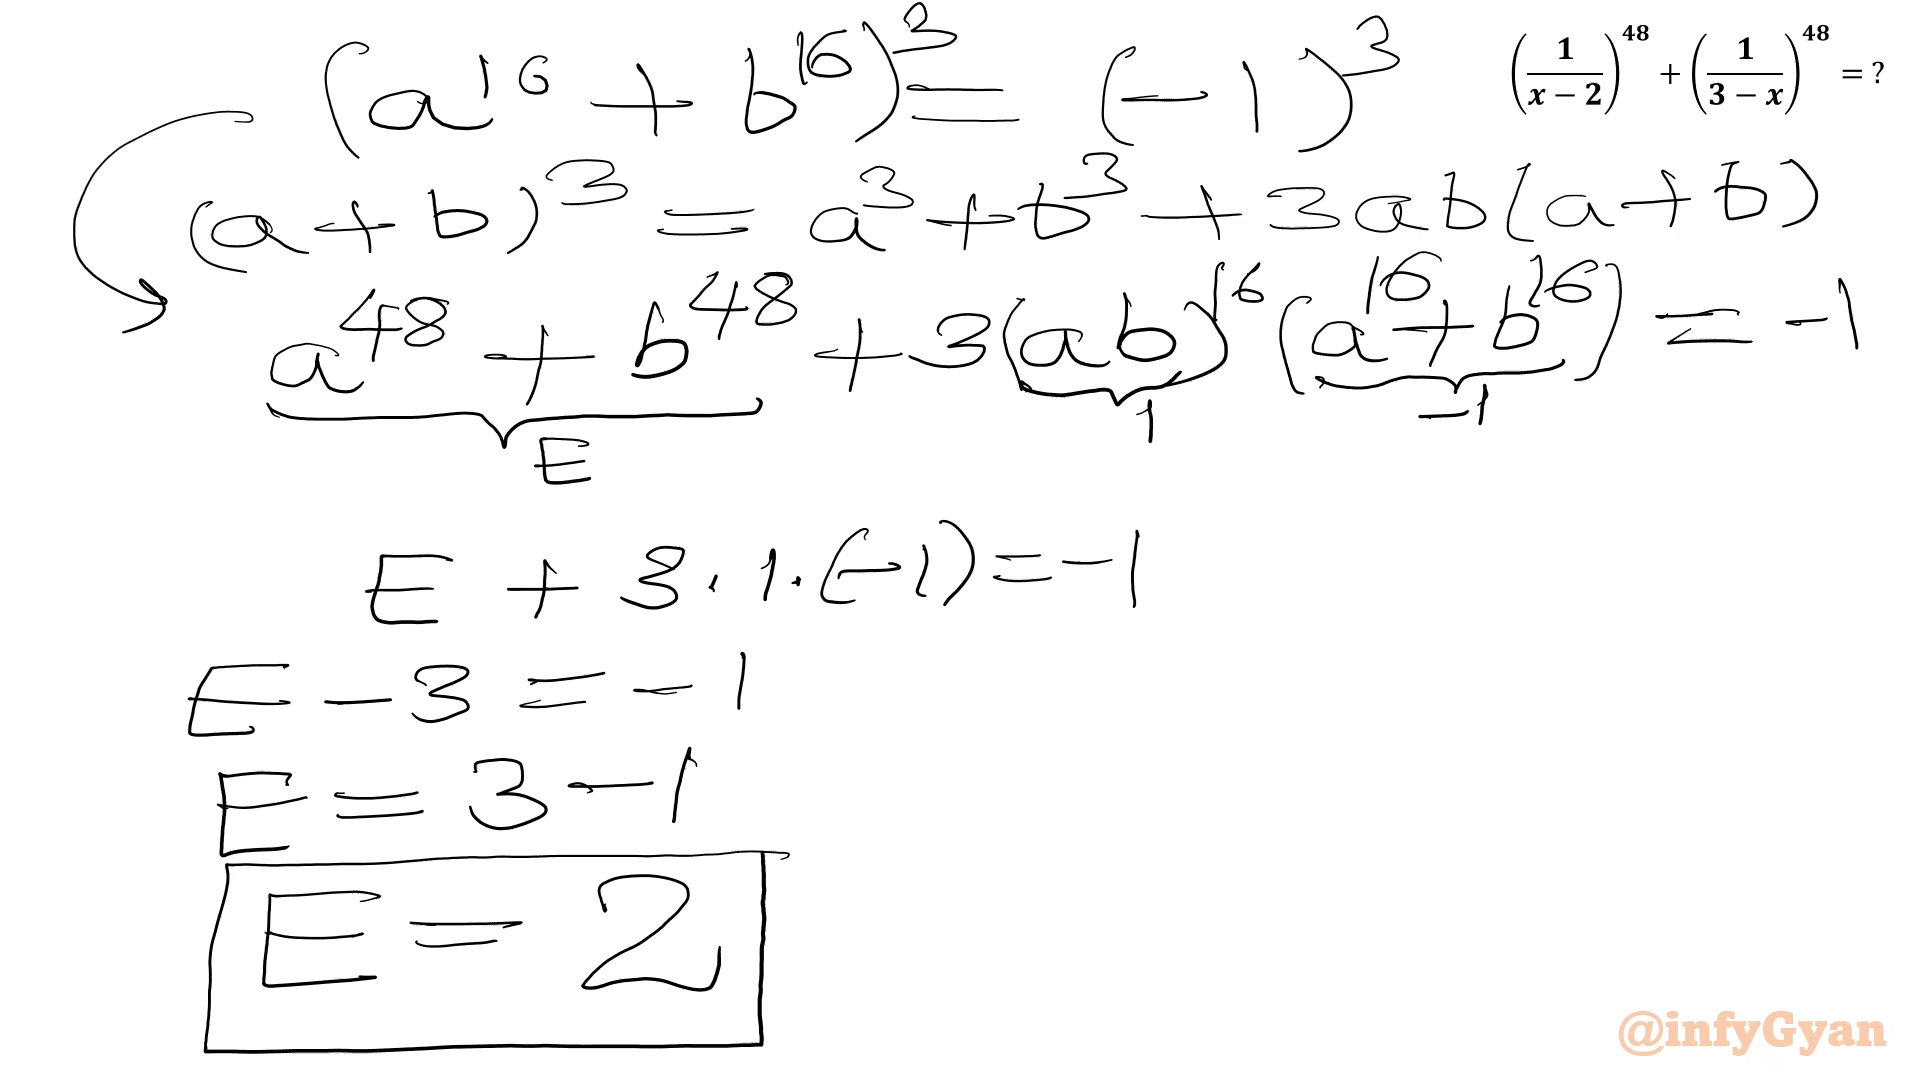 (a^16 + b^16)^3 = (-1)^3
(1/(x − 2))^48 + (1/(3 − x))^48 = ?
(a+b)^3 = a^3+b^3+3ab(a+b)
a^48 + b^48 + 3(ab)^16 (a^16+b^16) = -1
E 1 -1
E + 3.1.(-1) = -1
E - 3 = -1
E = 3 - 1
E = 2
@infyGyan